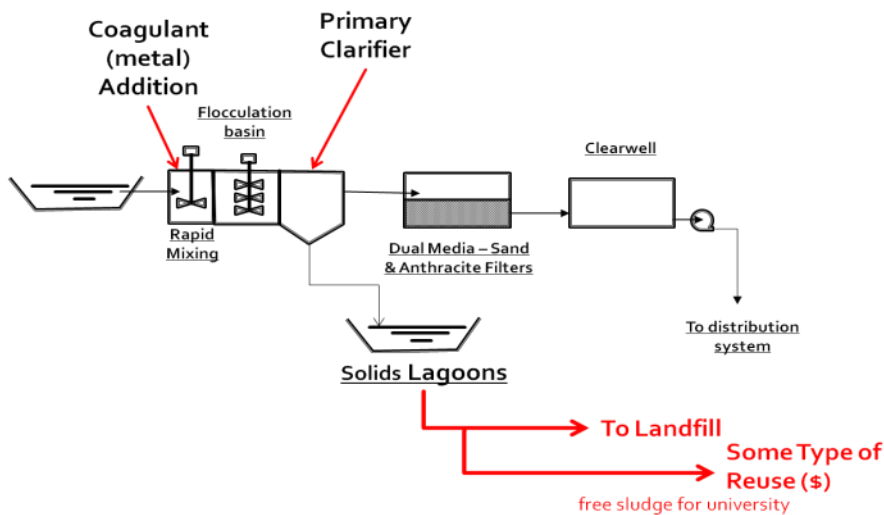 Coagulant
(metal)
Addition
Primary
Clarifier
Flocculation
basin
Clearwell
Rapid
Mixing
Dual Media – Sand
& Anthracite Filters
To distribution
system
Solids Lagoons
To Landfill
Some Type of
Reuse ($)
free sludge for university